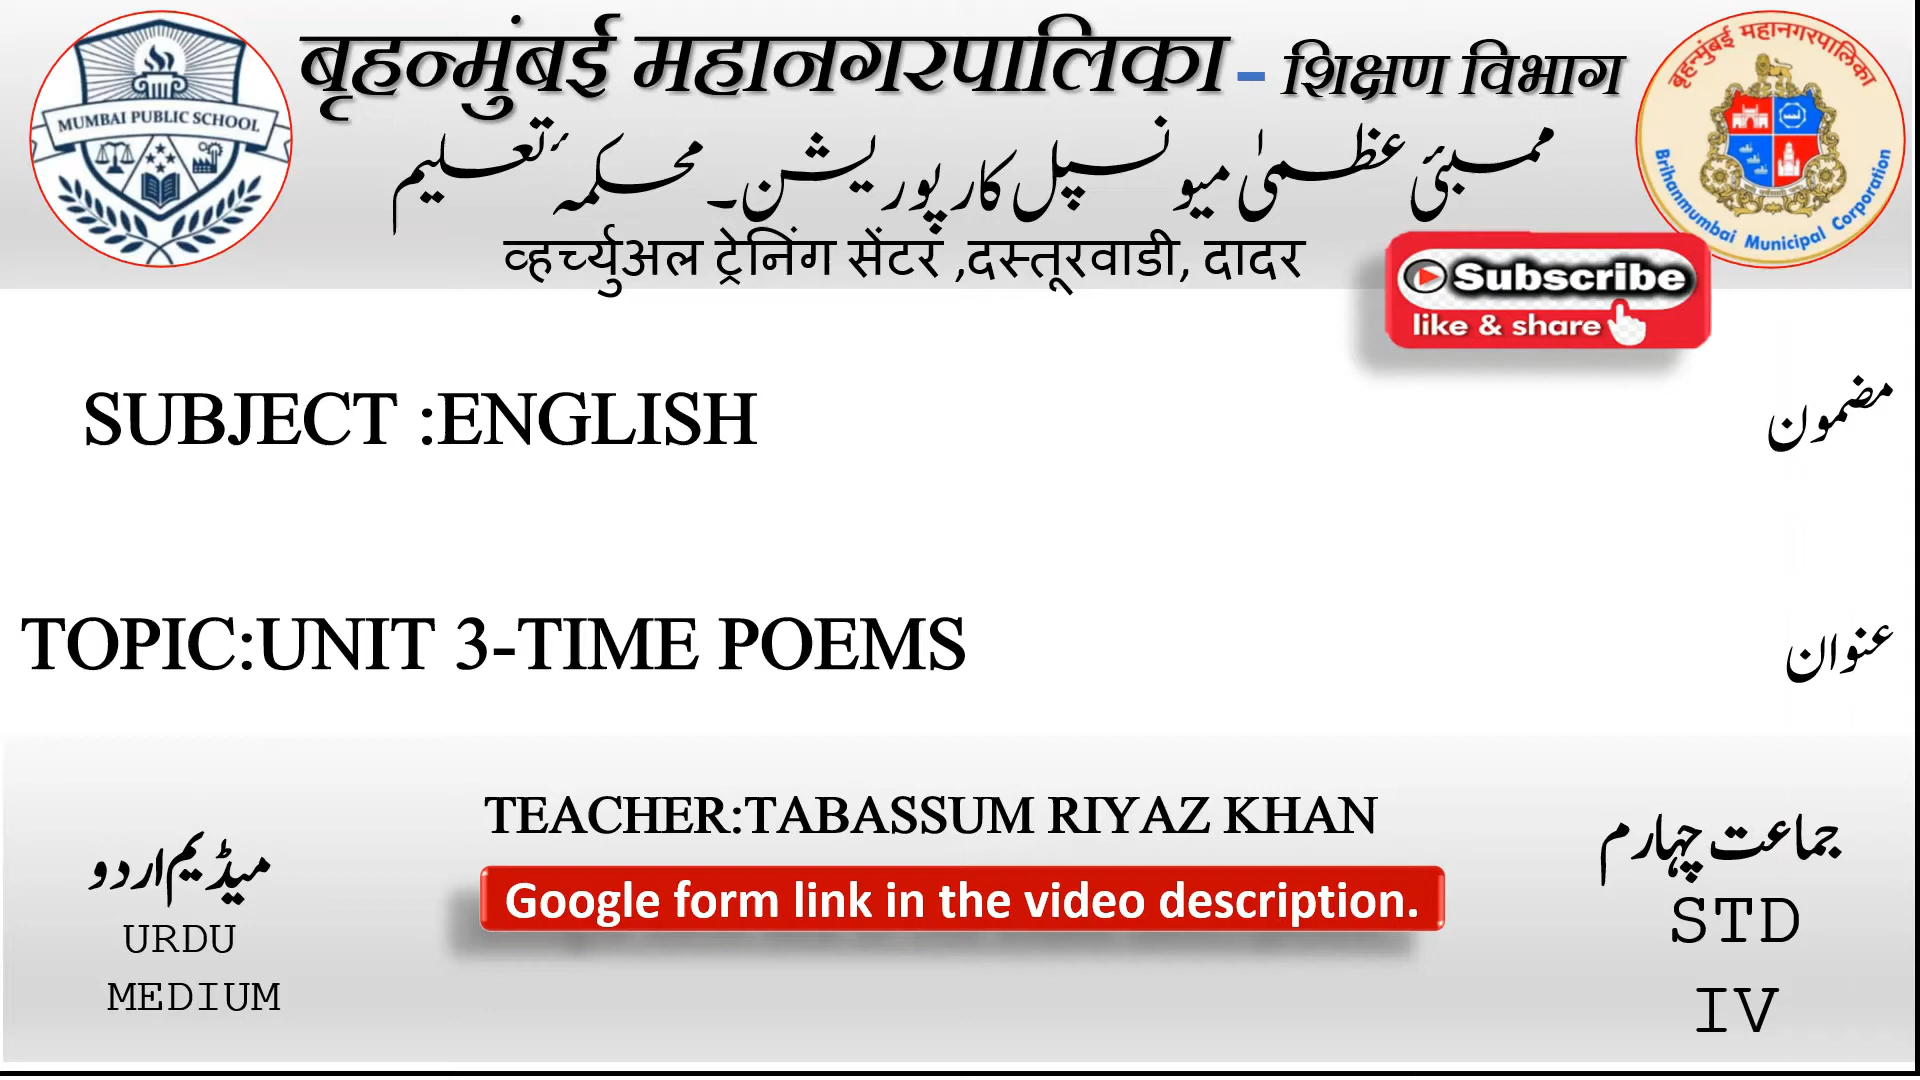 MUMBAI PUBLIC SCHOOL
बृहन्मुंबई महानगरपालिका - शिक्षण विभाग
ممبئی عظمیٰ میونسپل کارپوریشن۔ محکمہٴ تعلیم
व्हर्च्युअल ट्रेनिंग सेंटर ,दस्तूरवाडी, दादर
बृहन्मुंबई महानगरपालिका
Brihanmumbai Municipal Corporation
Subscribe
like & share
SUBJECT :ENGLISH
مضمون
TOPIC:UNIT 3-TIME POEMS
عنوان
TEACHER:TABASSUM RIYAZ KHAN
Google form link in the video description.
میڈیم اردو
URDU
MEDIUM
جماعت چہارم
STD
IV